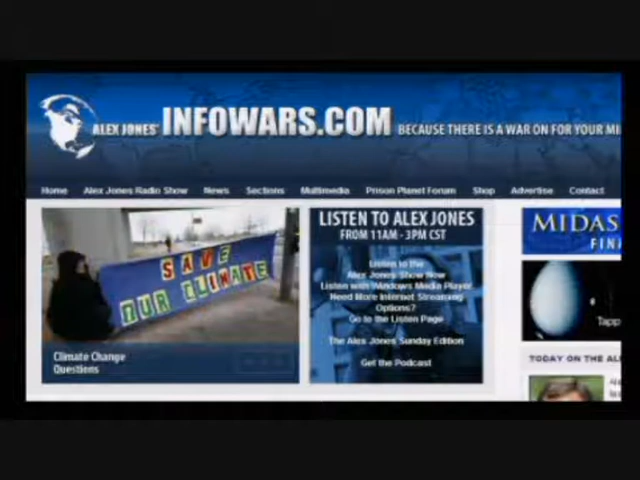 ALEX JONES' INFOWARS.COM BECAUSE THERE IS A WAR ON FOR YOUR MI
Home Alex Jones Radio Show News Sections Multimedia Prison Planet Forum Shop Advertise Contact
SAVE
OUR CLIMATE
Climate Change
Questions
LISTEN TO ALEX JONES
FROM 11AM - 3PM CST
Listen to the
Alex Jones Show Now
Listen with Windows Media Player
Need More Internet Streaming
Options?
Go to the Listen Page
The Alex Jones Sunday Edition
Get the Podcast
MIDAS
FIN
Tapp
TODAY ON THE AL